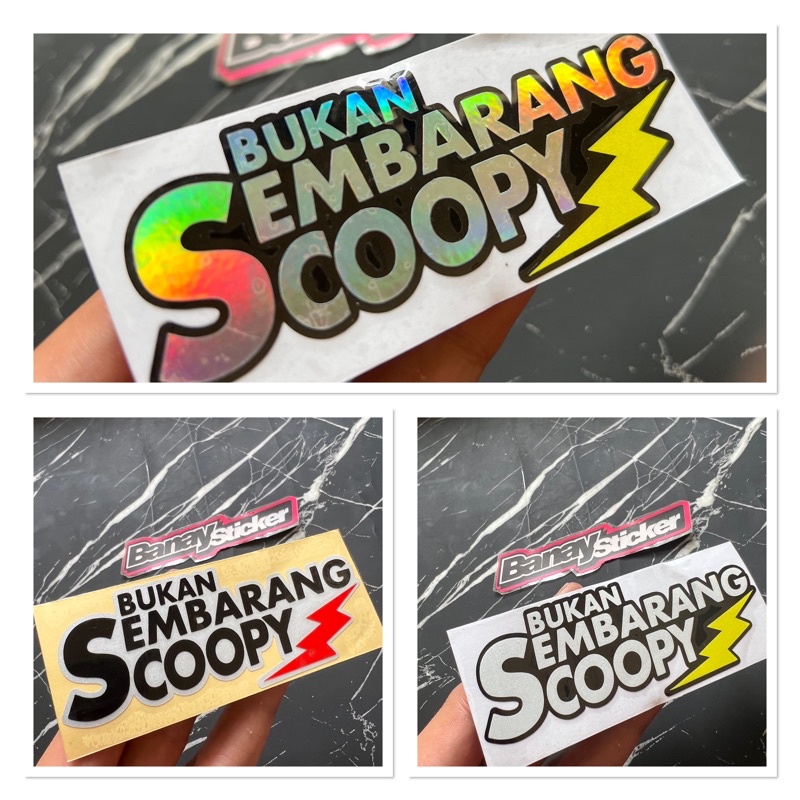 BUKAN
SEMBARANG
SCOOPY
BanaySticker
BUKAN
SEMBARANG
SCOOPY
BanaySticker
BUKAN
SEMBARANG
SCOOPY